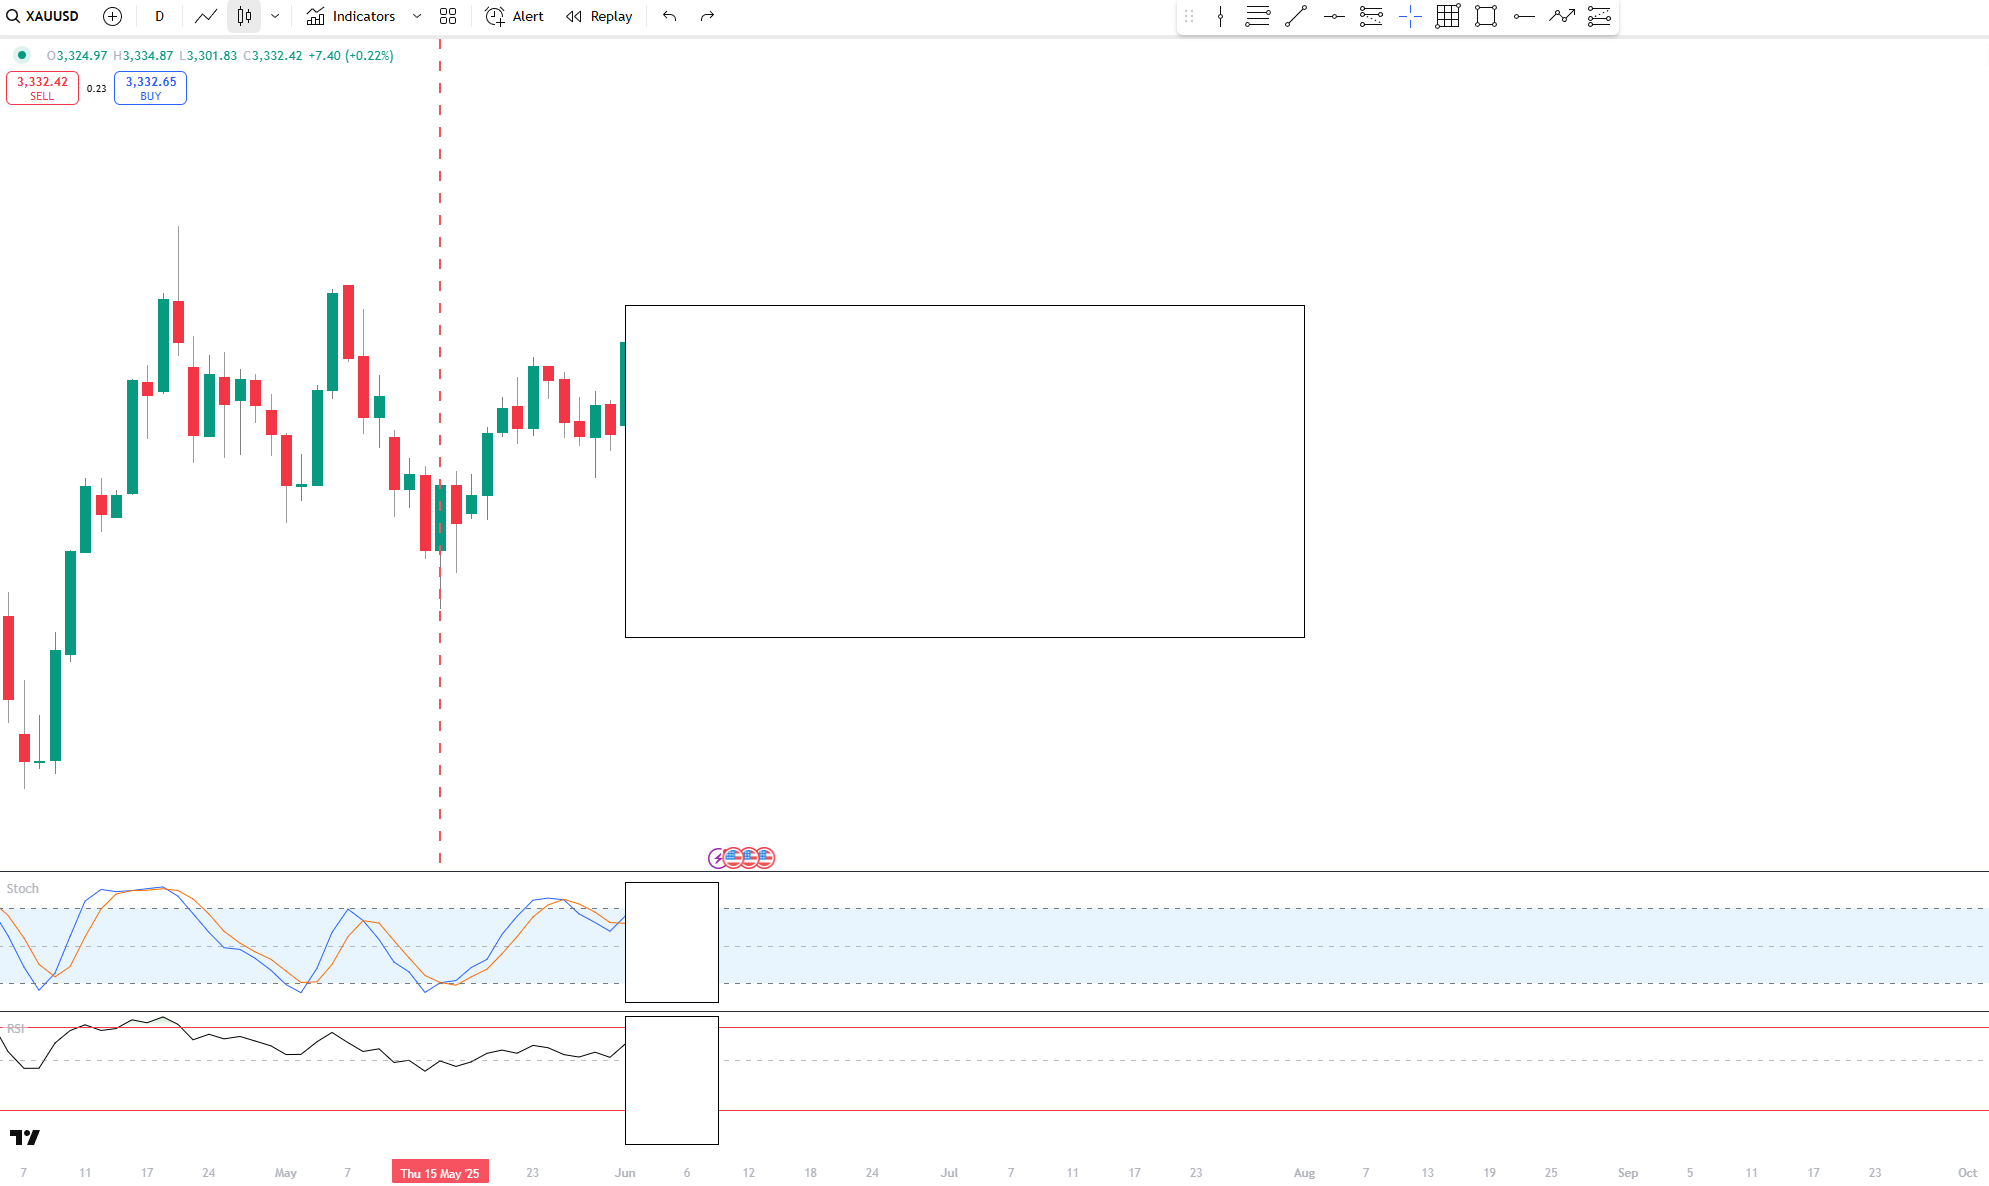 XAUUSD D Indicators Alert Replay
O3,324.97 H3,334.87 L3,301.83 C3,332.42 +7.40 (+0.22%)
3,332.42 0.23 3,332.65
SELL BUY
Stoch
RSI
7 11 17 24 May 7 Thu 15 May '25 23 Jun 6 12 18 24 Jul 7 11 17 23 Aug 7 13 19 25 Sep 5 11 17 23 Oct